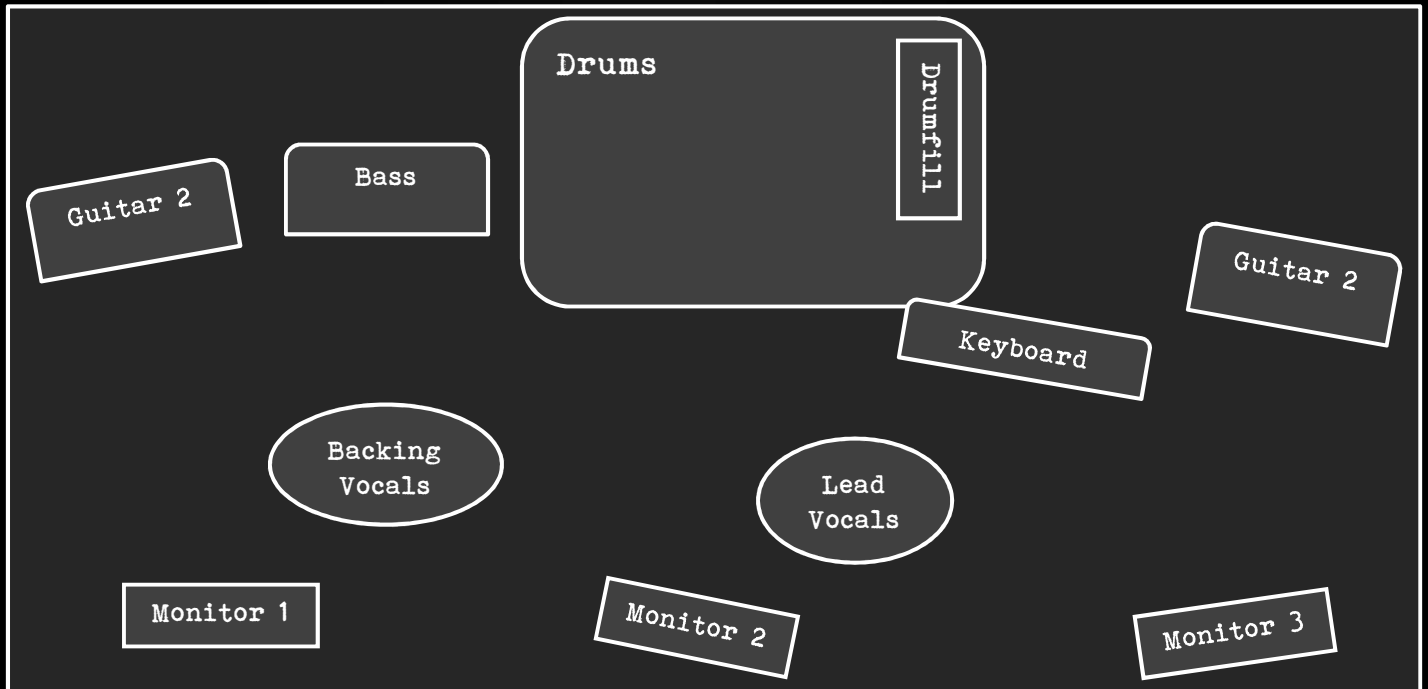 Drums
Drumfill
Bass
Guitar 2
Guitar 2
Keyboard
Backing
Vocals
Lead
Vocals
Monitor 1
Monitor 2
Monitor 3